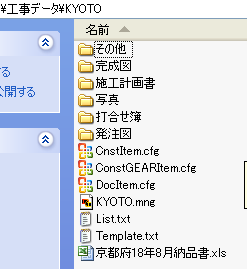 ¥工事データ¥KYOTO
名前
する
公開する
その他
完成図
施工計画書
写真
打合せ簿
発注図
CnstItem.cfg
ConstGEARItem.cfg
DocItem.cfg
KYOTO.mng
List.txt
Template.txt
京都府18年8月納品書.xls